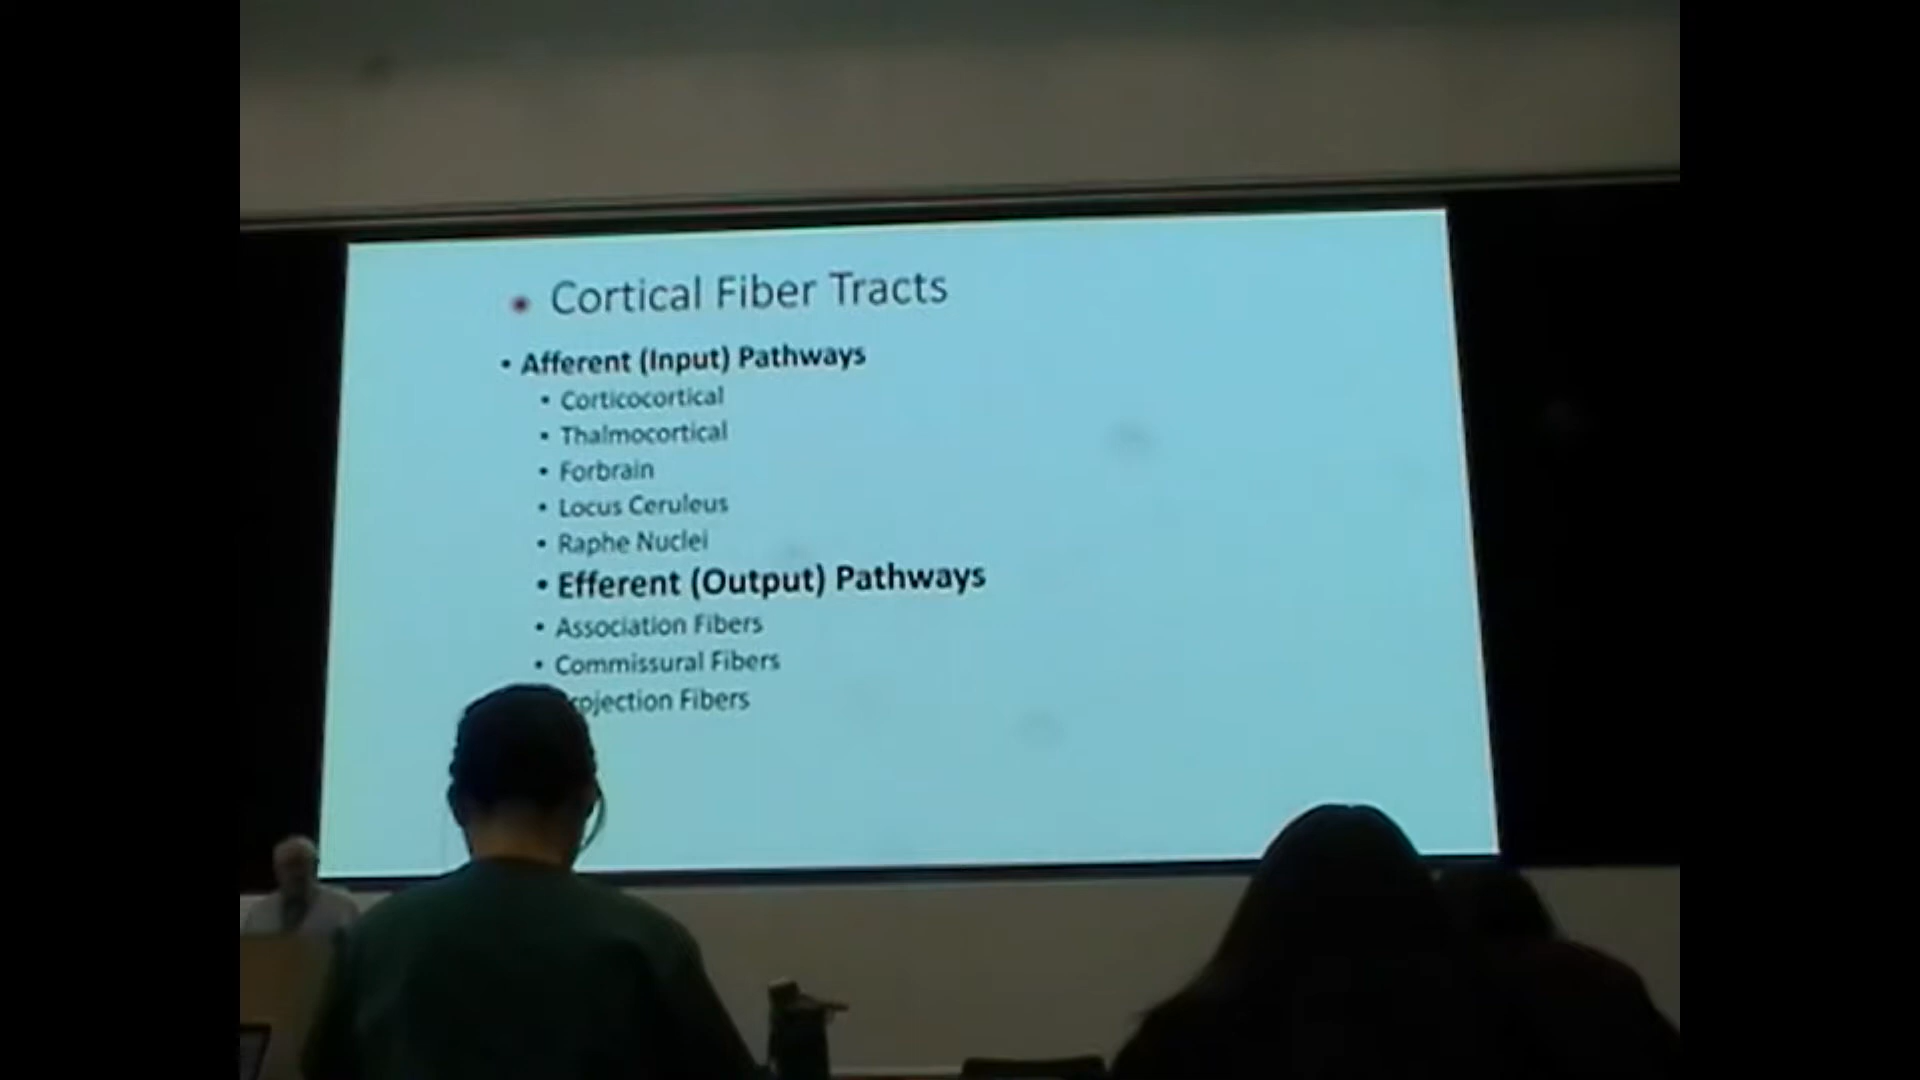 • Cortical Fiber Tracts
• Afferent (Input) Pathways
• Corticocortical
• Thalmocortical
• Forbrain
• Locus Ceruleus
• Raphe Nuclei
• Efferent (Output) Pathways
• Association Fibers
• Commissural Fibers
rojection Fibers